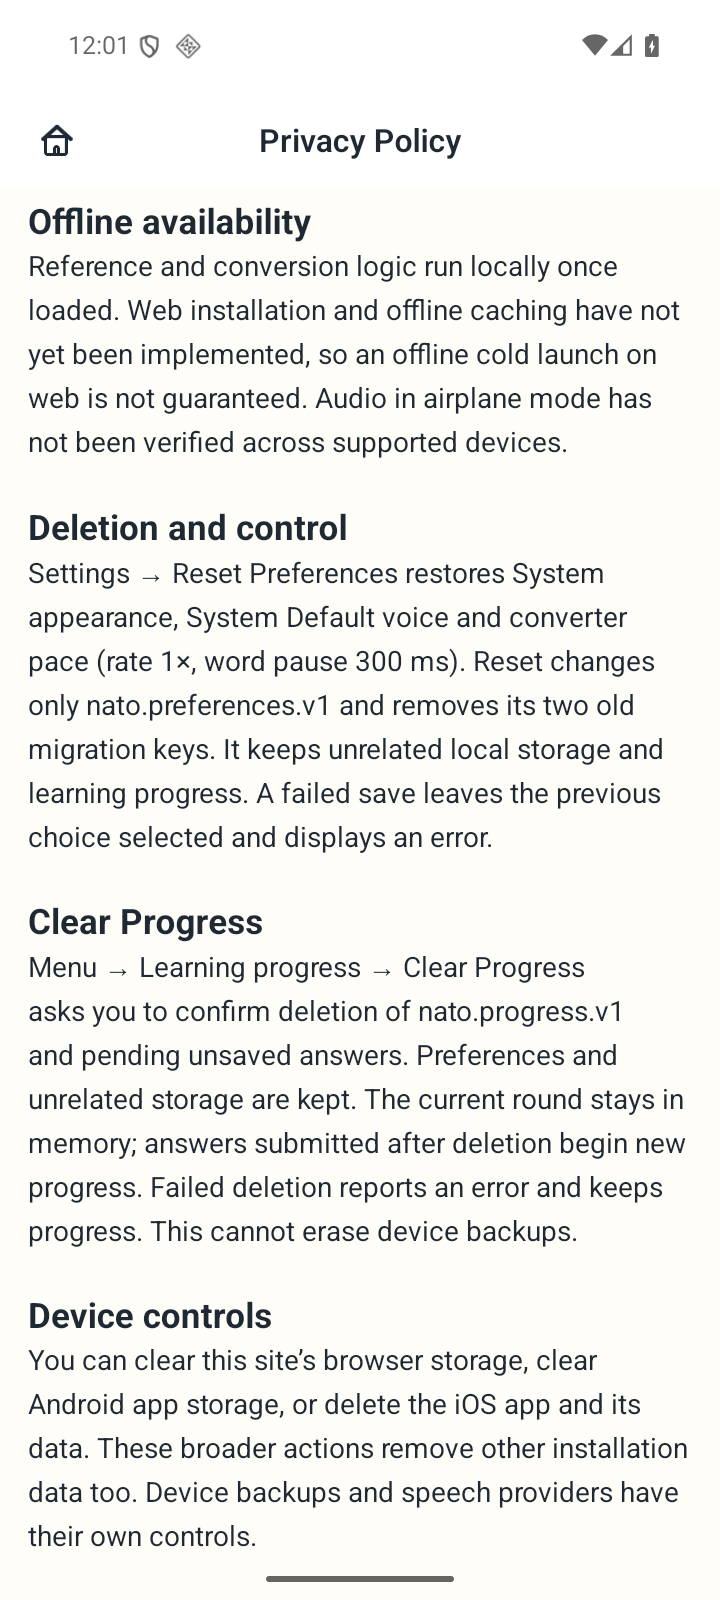 12:01
Privacy Policy
Offline availability
Reference and conversion logic run locally once
loaded. Web installation and offline caching have not
yet been implemented, so an offline cold launch on
web is not guaranteed. Audio in airplane mode has
not been verified across supported devices.
Deletion and control
Settings → Reset Preferences restores System
appearance, System Default voice and converter
pace (rate 1×, word pause 300 ms). Reset changes
only nato.preferences.v1 and removes its two old
migration keys. It keeps unrelated local storage and
learning progress. A failed save leaves the previous
choice selected and displays an error.
Clear Progress
Menu → Learning progress → Clear Progress
asks you to confirm deletion of nato.progress.v1
and pending unsaved answers. Preferences and
unrelated storage are kept. The current round stays in
memory; answers submitted after deletion begin new
progress. Failed deletion reports an error and keeps
progress. This cannot erase device backups.
Device controls
You can clear this site’s browser storage, clear
Android app storage, or delete the iOS app and its
data. These broader actions remove other installation
data too. Device backups and speech providers have
their own controls.